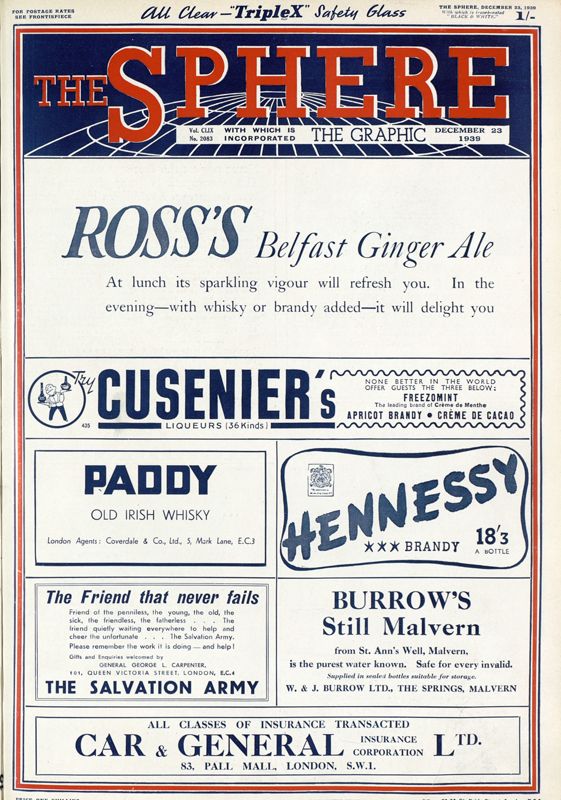 FOR POSTAGE RATES
SEE FRONTISPIECE
All Clear—"TripleX" Safety Glass
THE SPHERE, DECEMBER 23, 1939
With which is incorporated
"BLACK & WHITE."
1/-
THE SPHERE
Vol. CLIX
No. 2083
WITH WHICH IS
INCORPORATED
THE GRAPHIC
DECEMBER 23
1939
ROSS'S Belfast Ginger Ale
At lunch its sparkling vigour will refresh you. In the
evening—with whisky or brandy added—it will delight you
Try
CUSENIER's
435
LIQUEURS (36 Kinds)
NONE BETTER IN THE WORLD
OFFER GUESTS THE THREE BELOW;
FREEZOMINT
The leading brand of Crème de Menthe
APRICOT BRANDY • CRÈME DE CACAO
PADDY
OLD IRISH WHISKY
London Agents: Coverdale & Co., Ltd., 5, Mark Lane, E.C.3
HENNESSY
★★★ BRANDY
18'3
A BOTTLE
The Friend that never fails
Friend of the penniless, the young, the old, the
sick, the friendless, the fatherless . . . The
friend quietly waiting everywhere to help and
cheer the unfortunate . . . The Salvation Army.
Please remember the work it is doing — and help!
Gifts and Enquiries welcomed by
GENERAL GEORGE L. CARPENTER,
101, QUEEN VICTORIA STREET, LONDON, E.C.4
THE SALVATION ARMY
BURROW'S
Still Malvern
from St. Ann's Well, Malvern,
is the purest water known. Safe for every invalid.
Supplied in sealed bottles suitable for storage.
W. & J. BURROW LTD., THE SPRINGS, MALVERN
ALL CLASSES OF INSURANCE TRANSACTED
CAR & GENERAL INSURANCE CORPORATION LTD.
83, PALL MALL, LONDON, S.W.1.